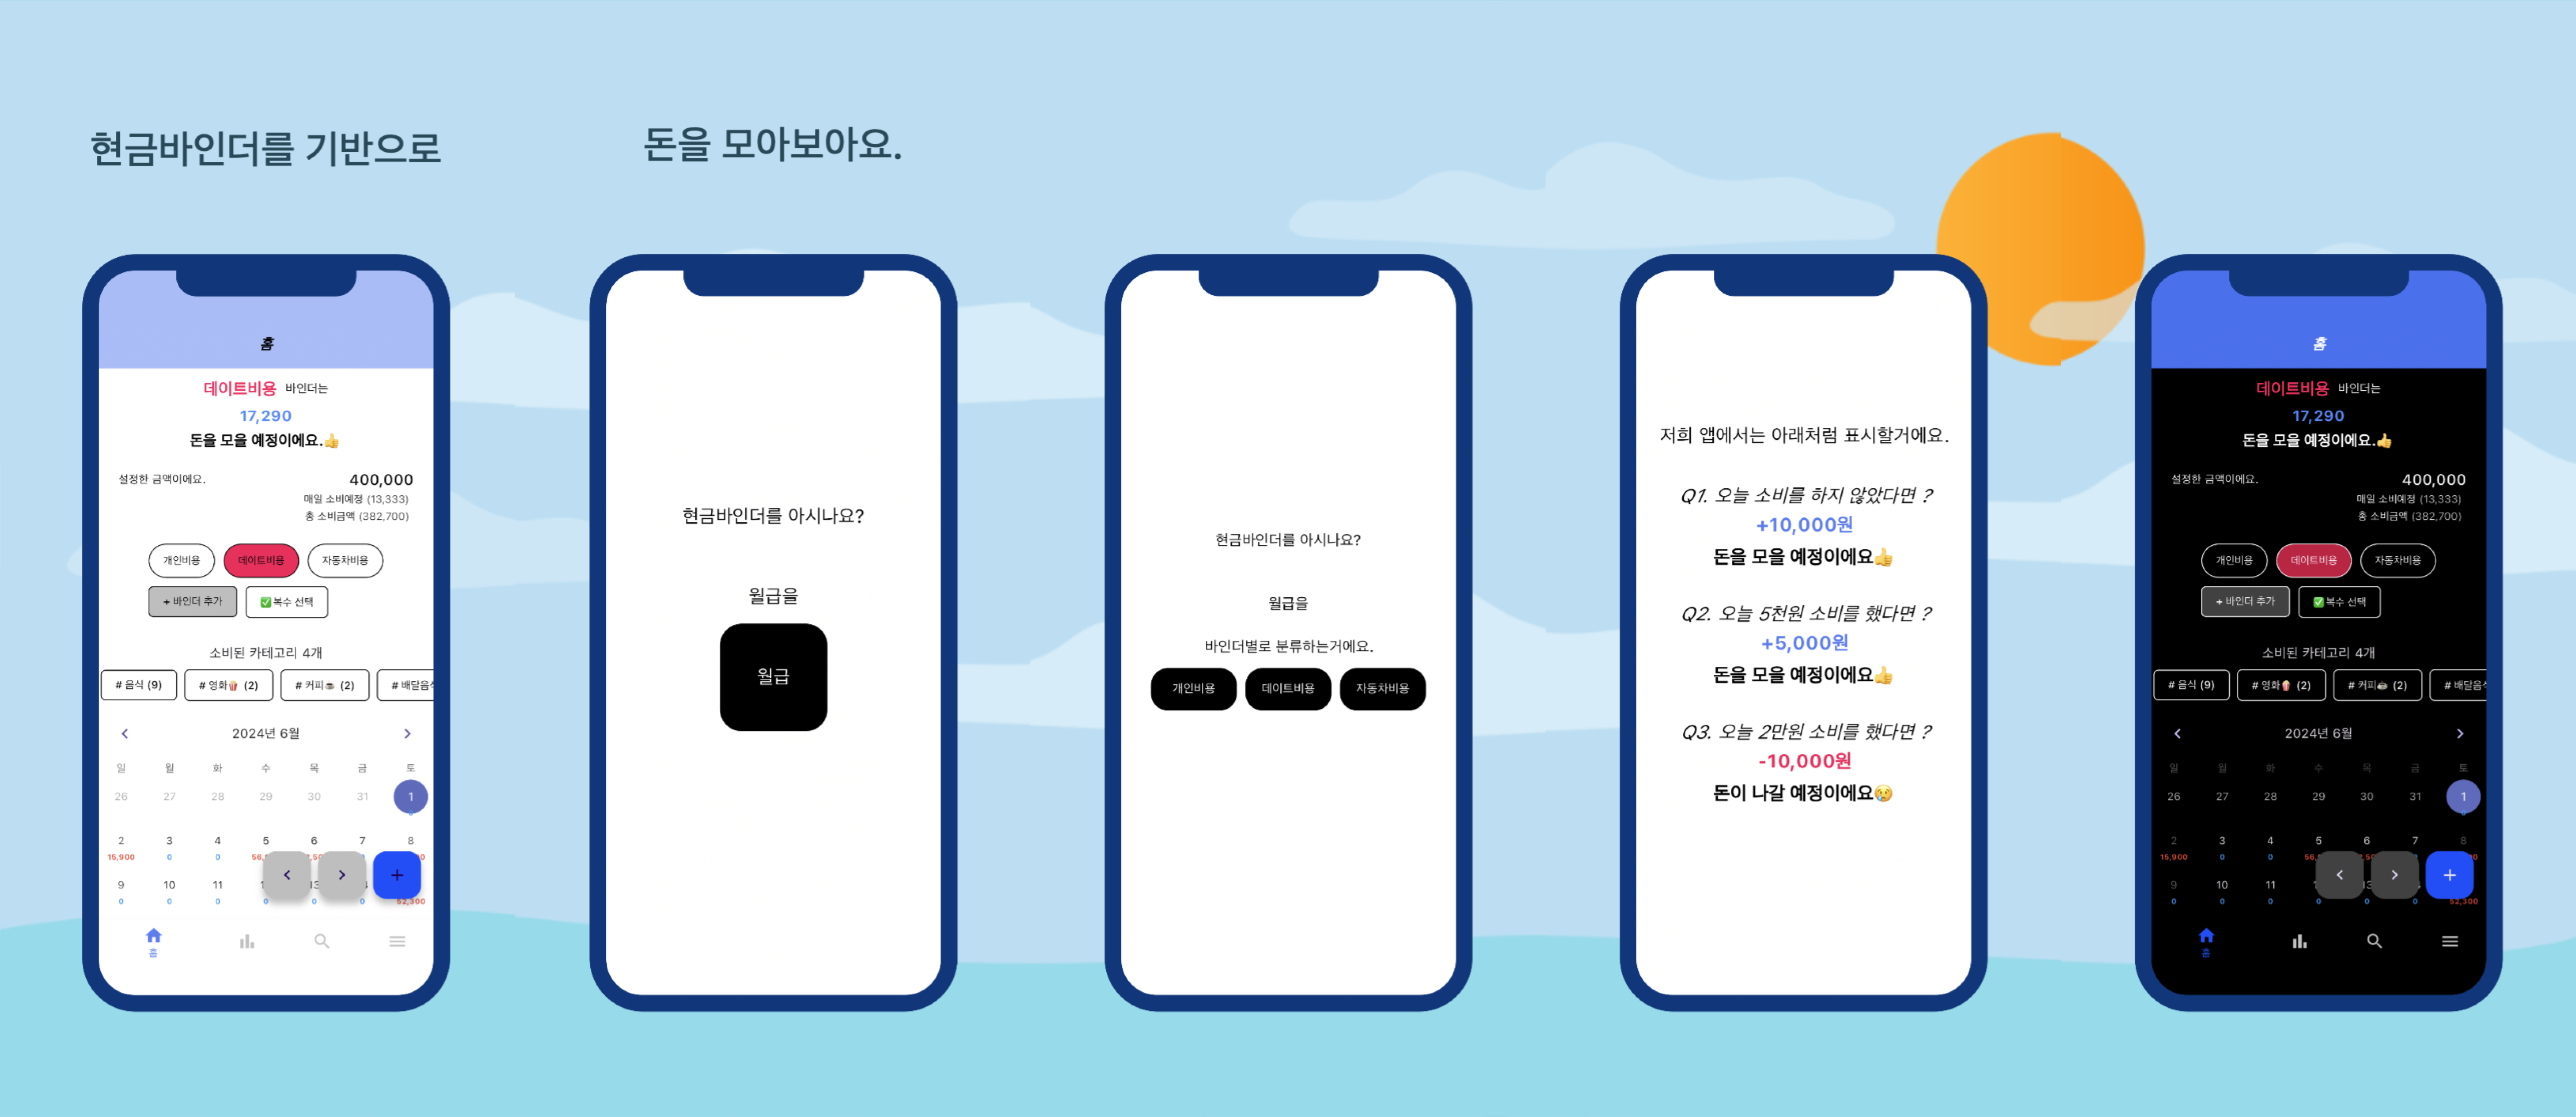 현금바인더를 기반으로
돈을 모아보아요.
홈
데이트비용 바인더는
17,290
돈을 모을 예정이에요.👍
설정한 금액이에요. 400,000
매일 소비예정 (13,333)
총 소비금액 (382,700)
개인비용 데이트비용 자동차비용
+ 바인더 추가 ✅복수 선택
소비된 카테고리 4개
# 음식 (9) # 영화🍿 (2) # 커피☕ (2) # 배달음식
< 2024년 6월 >
일 월 화 수 목 금 토
26 27 28 29 30 31 1
2 3 4 5 6 7 8
15,900 0 0
9 10 11
0 0 0 0 0 0 52,300
< > +
홈
현금바인더를 아시나요?
월급을
월급
현금바인더를 아시나요?
월급을
바인더별로 분류하는거에요.
개인비용 데이트비용 자동차비용
저희 앱에서는 아래처럼 표시할거에요.
Q1. 오늘 소비를 하지 않았다면 ?
+10,000원
돈을 모을 예정이에요👍
Q2. 오늘 5천원 소비를 했다면 ?
+5,000원
돈을 모을 예정이에요👍
Q3. 오늘 2만원 소비를 했다면 ?
-10,000원
돈이 나갈 예정이에요😢
홈
데이트비용 바인더는
17,290
돈을 모을 예정이에요.👍
설정한 금액이에요. 400,000
매일 소비예정 (13,333)
총 소비금액 (382,700)
개인비용 데이트비용 자동차비용
+ 바인더 추가 ✅복수 선택
소비된 카테고리 4개
# 음식 (9) # 영화🍿 (2) # 커피☕ (2) # 배달음식
< 2024년 6월 >
일 월 화 수 목 금 토
26 27 28 29 30 31 1
2 3 4 5 6 7 8
15,900 0 0
9 10 11
0 0 0 0 0 0 52,300
< > +
홈